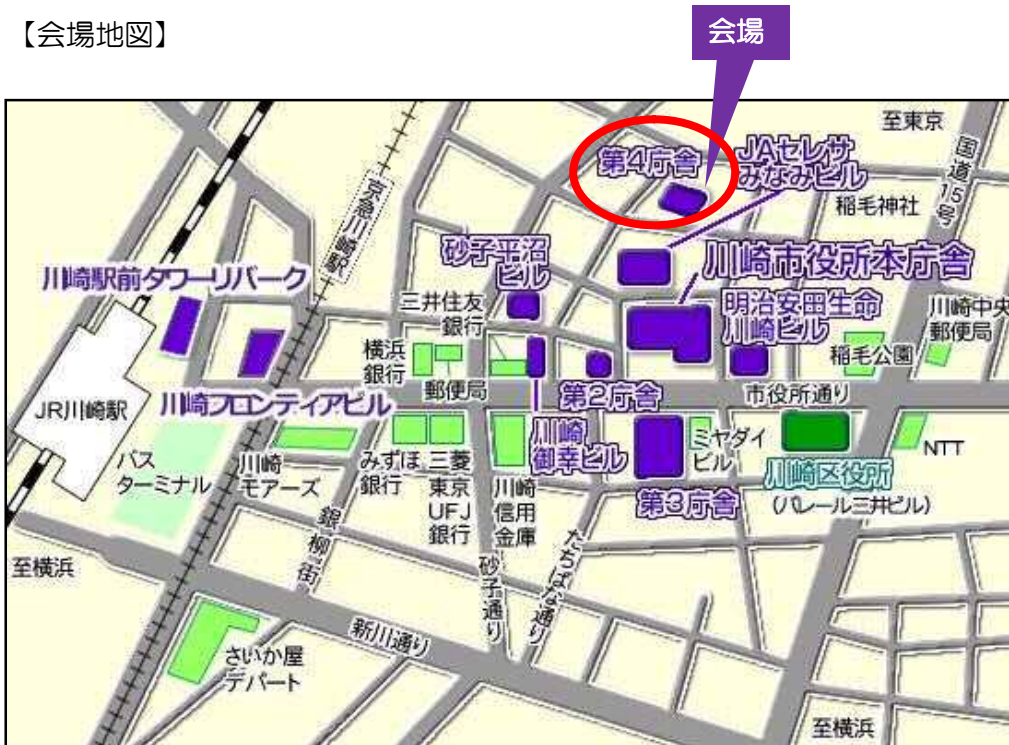 【会場地図】
会場
至東京
国道15号
第4庁舎
JAセレサ
みなみビル
稲毛神社
京急川崎駅
砂子平沼
ビル
川崎市役所本庁舎
川崎駅前タワーリバーク
三井住友
銀行
明治安田生命
川崎ビル
川崎中央
郵便局
横浜
銀行
稲毛公園
郵便局
第2庁舎
市役所通り
JR川崎駅
川崎フロンティアビル
川崎
御幸ビル
ミヤダイ
ビル
NTT
バス
ターミナル
川崎
モアーズ
みずほ
銀行
三菱
東京
UFJ
銀行
川崎
信用
金庫
第3庁舎
川崎区役所
(パレール三井ビル)
銀柳街
砂子通り
たちばな通り
至横浜
新川通り
さいか屋
デパート
至横浜